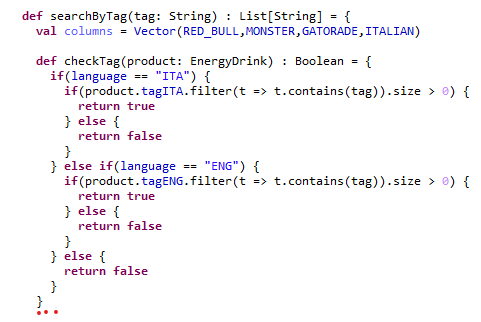 def searchByTag(tag: String) : List[String] = {
  val columns = Vector(RED_BULL,MONSTER,GATORADE,ITALIAN)

  def checkTag(product: EnergyDrink) : Boolean = {
    if(language == "ITA") {
      if(product.tagITA.filter(t => t.contains(tag)).size > 0) {
        return true
      } else {
        return false
      }
    } else if(language == "ENG") {
      if(product.tagENG.filter(t => t.contains(tag)).size > 0) {
        return true
      } else {
        return false
      }
    } else {
      return false
    }
  }
  ...